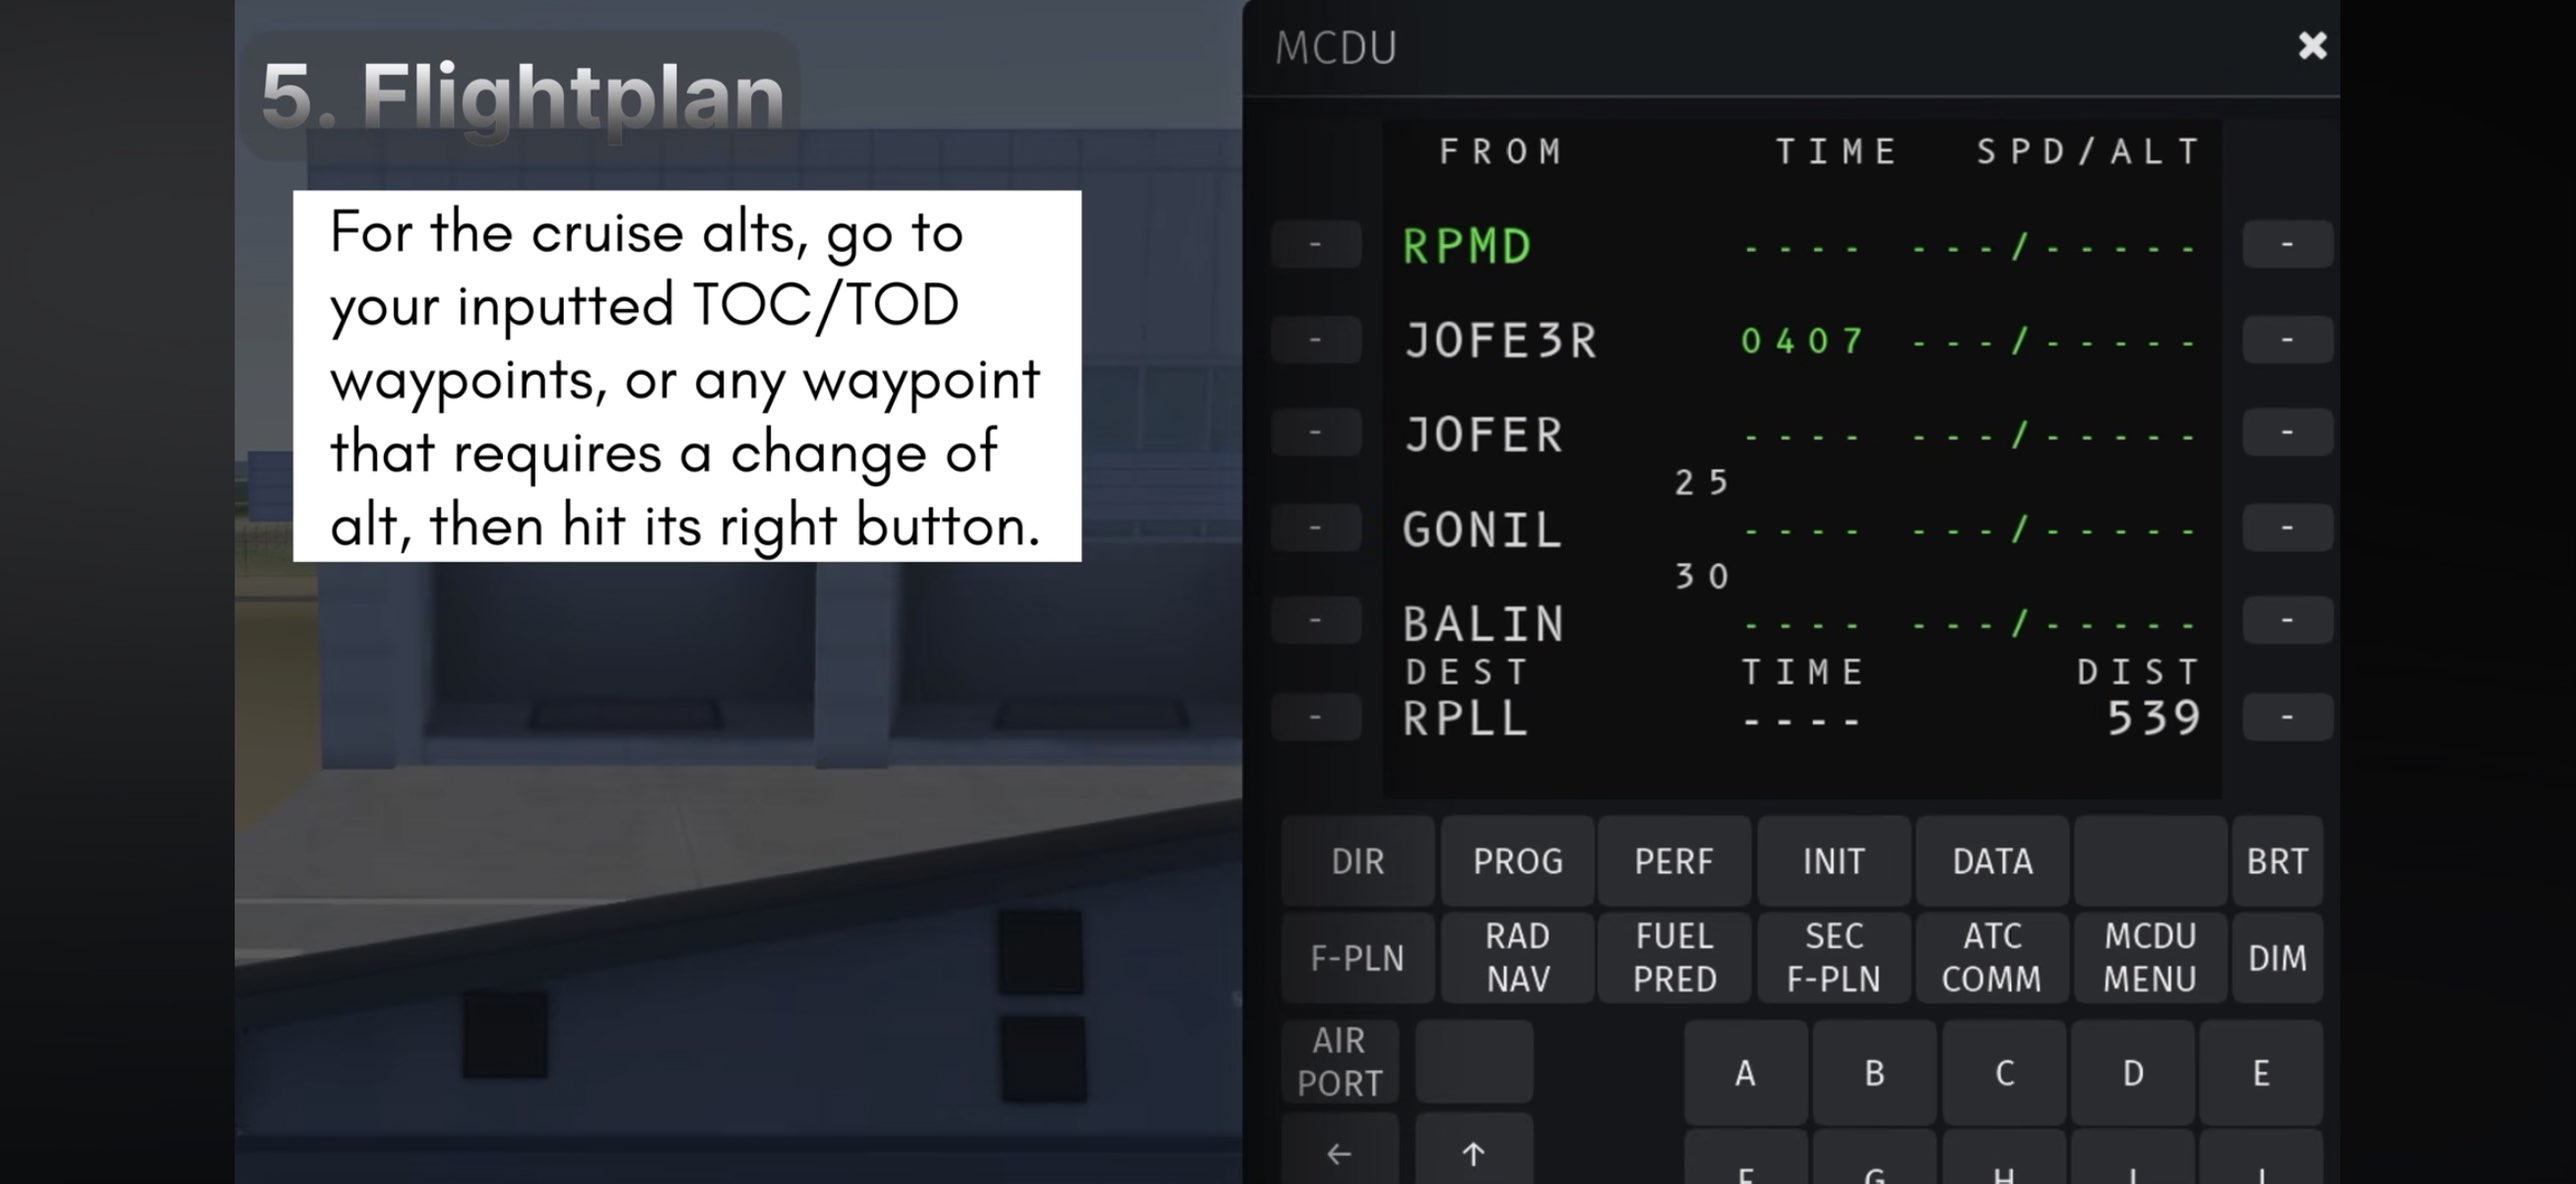 5. Flightplan
For the cruise alts, go to
your inputted TOC/TOD
waypoints, or any waypoint
that requires a change of
alt, then hit its right button.
MCDU ✖
FROM TIME SPD/ALT
- RPMD ---- ---/----- -
- JOFE3R 0407 ---/----- -
- JOFER ---- ---/----- -
25
- GONIL ---- ---/----- -
30
- BALIN ---- ---/----- -
DEST TIME DIST
- RPLL ---- 539 -
DIR PROG PERF INIT DATA BRT
F-PLN RAD NAV FUEL PRED SEC F-PLN ATC COMM MCDU MENU DIM
AIR PORT A B C D E
← ↑